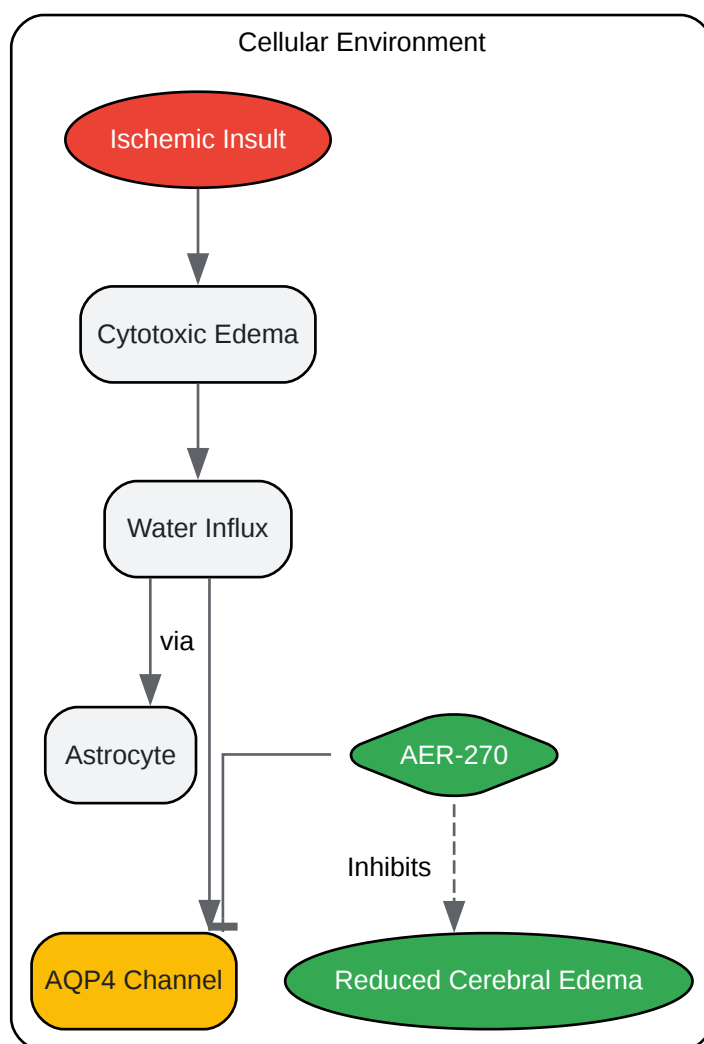 Cellular Environment
Ischemic Insult
Cytotoxic Edema
Water Influx
via
Astrocyte
AER-270
Inhibits
AQP4 Channel
Reduced Cerebral Edema